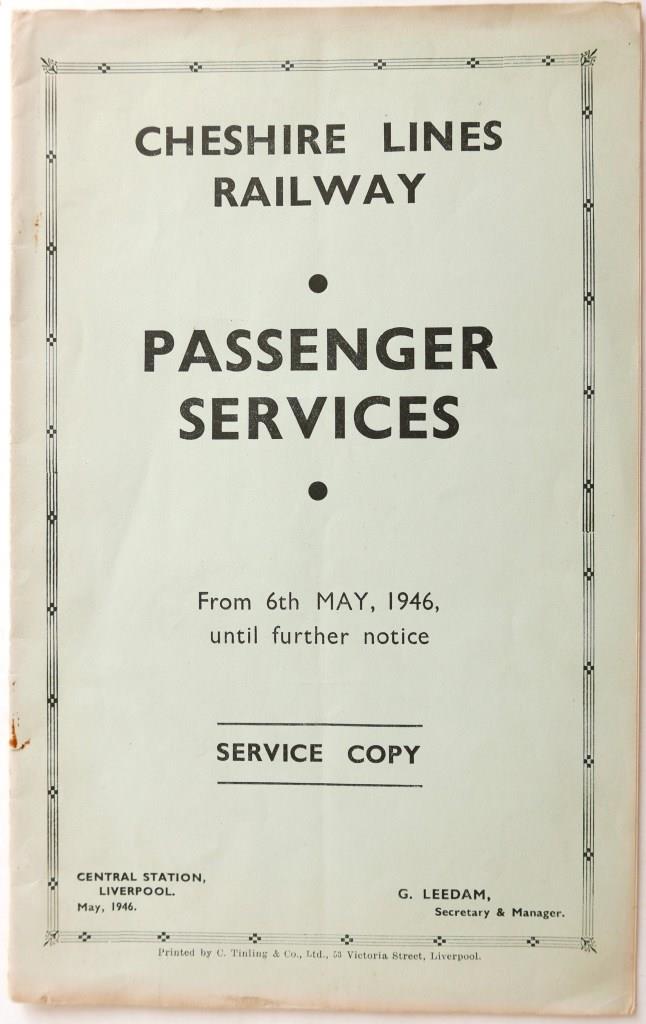 CHESHIRE LINES
RAILWAY
PASSENGER
SERVICES
From 6th MAY, 1946,
until further notice
SERVICE COPY
CENTRAL STATION,
LIVERPOOL.
May, 1946.
G. LEEDAM,
Secretary & Manager.
Printed by C. Tinling & Co., Ltd., 53 Victoria Street, Liverpool.